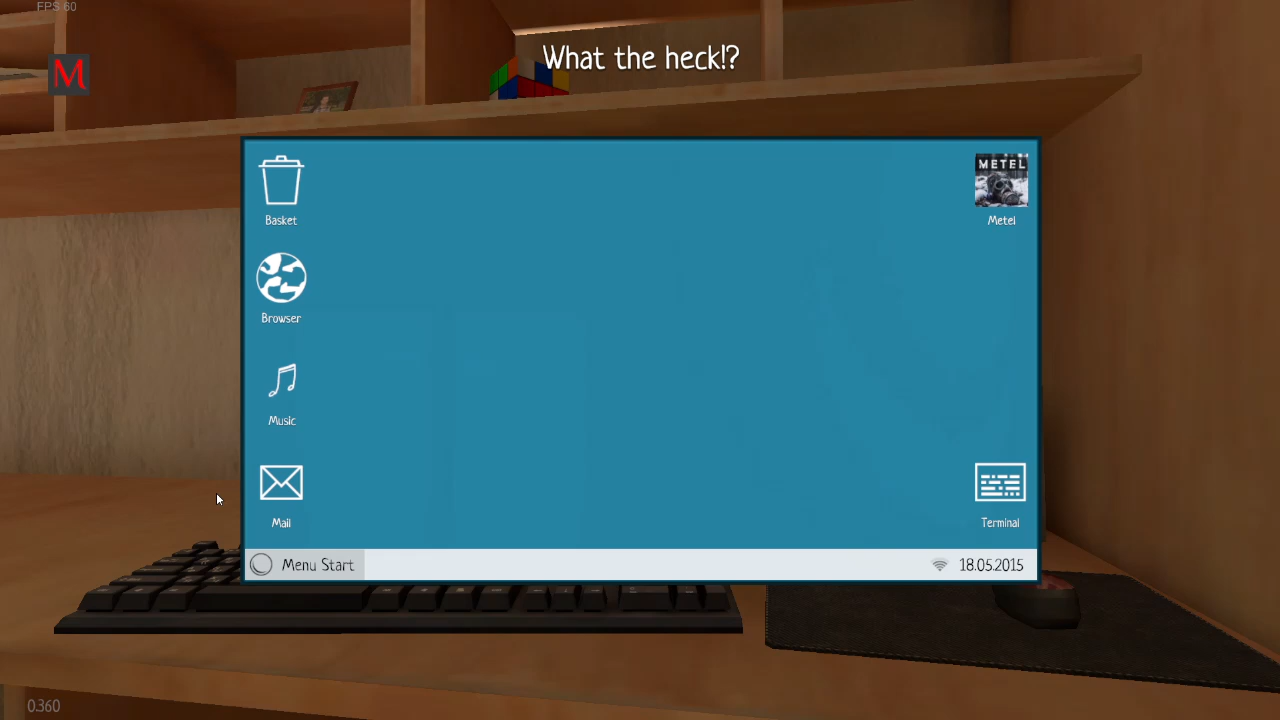 FPS 60
M
What the heck!?
METEL
Basket
Metel
Browser
Music
Mail
Terminal
Menu Start
18.05.2015
0.360